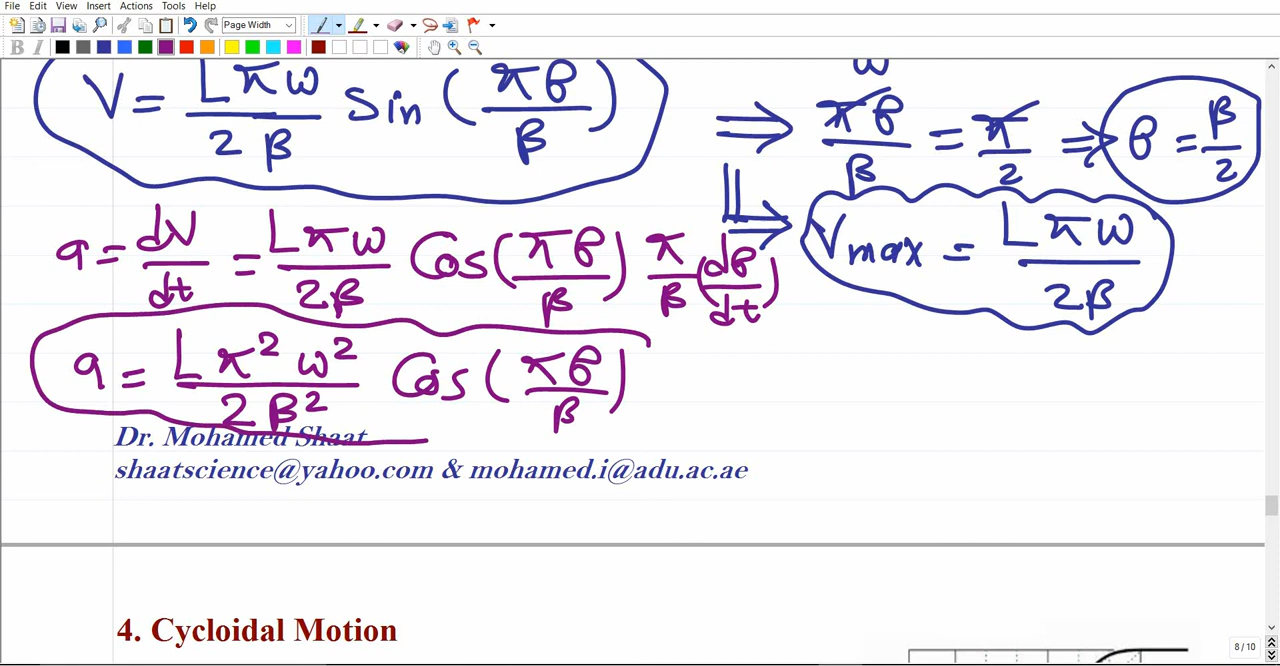 File Edit View Insert Actions Tools Help
Page Width
B I
V = Lπω / 2β Sin (πθ / β) ⟹ πθ / β = π / 2 ⟹ θ = β / 2
ω
a = dV / dt = Lπω / 2β Cos (πθ / β) π / β (dθ / dt)
Vmax = Lπω / 2β
a = Lπ² ω² / 2β² Cos (πθ / β)
Dr. Mohamed Shaat
shaatscience@yahoo.com & mohamed.i@adu.ac.ae
8 / 10
4. Cycloidal Motion